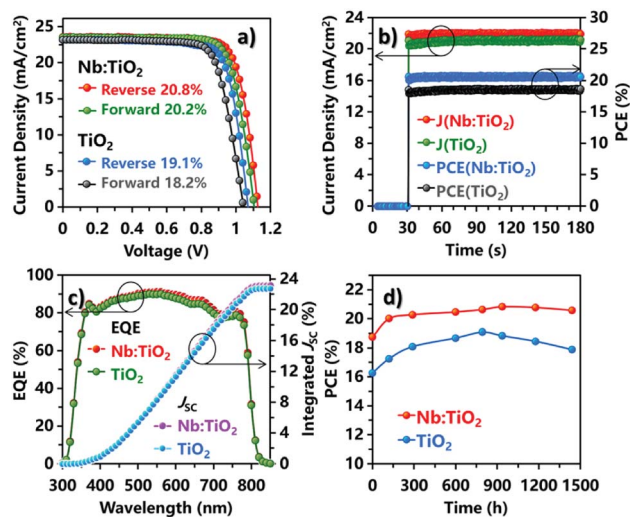 a)
Current Density (mA/cm²)
25
20
15
10
5
0
Nb:TiO₂
Reverse 20.8%
Forward 20.2%
TiO₂
Reverse 19.1%
Forward 18.2%
0 0.2 0.4 0.6 0.8 1 1.2
Voltage (V)
b)
Current Density (mA/cm²)
24
20
16
12
8
4
0
30
25
20
15
10
5
0
PCE (%)
J(Nb:TiO₂)
J(TiO₂)
PCE(Nb:TiO₂)
PCE(TiO₂)
0 30 60 90 120 150 180
Time (s)
c)
EQE (%)
100
80
60
40
20
0
EQE
Nb:TiO₂
TiO₂
Jsc
Nb:TiO₂
TiO₂
24
20
16
12
8
4
0
Integrated Jsc (%)
300 400 500 600 700 800
Wavelength (nm)
d)
PCE (%)
22
20
18
16
14
12
10
Nb:TiO₂
TiO₂
0 300 600 900 1200 1500
Time (h)